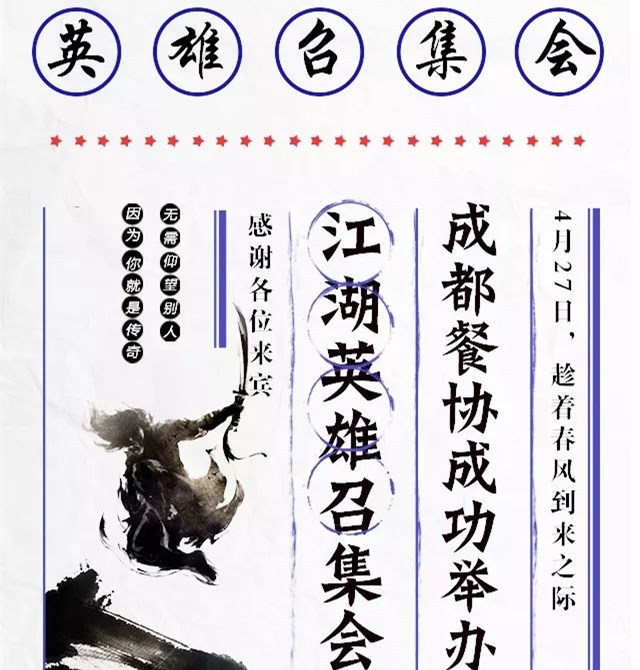 英雄召集会
4月27日，趁着春风到来之际
成都餐协成功举办
江湖英雄召集会
感谢各位来宾
无需仰望别人
因为你就是传奇